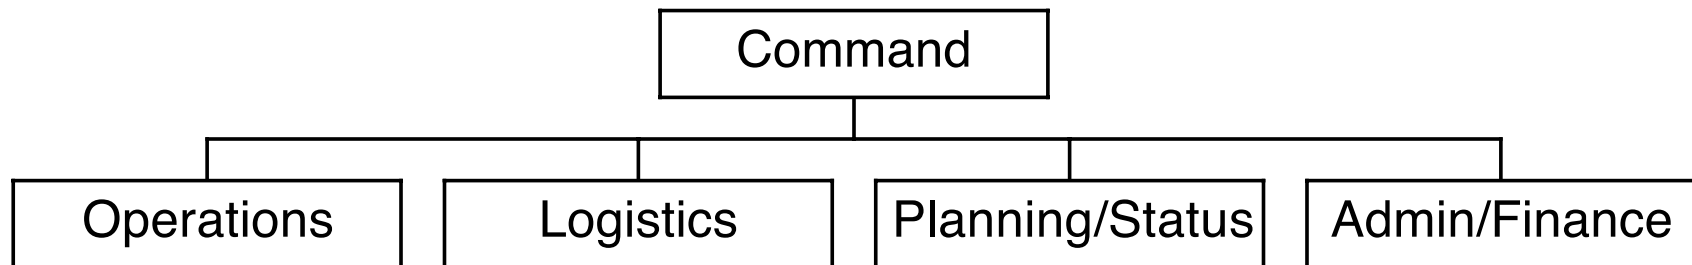 Command
Operations
Logistics
Planning/Status
Admin/Finance